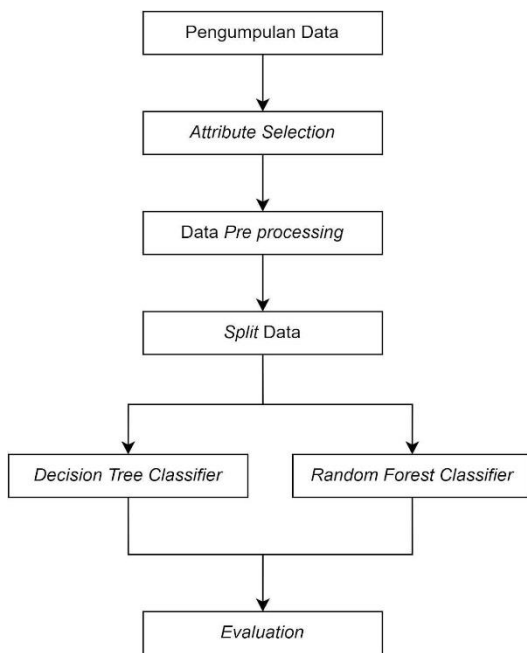 Pengumpulan Data
Attribute Selection
Data Pre processing
Split Data
Decision Tree Classifier
Random Forest Classifier
Evaluation